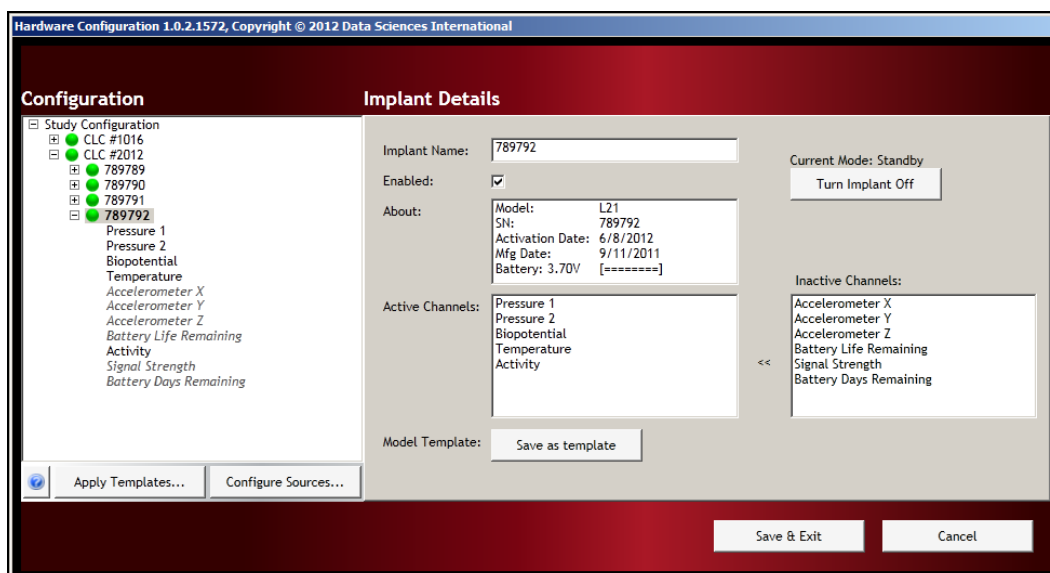 Hardware Configuration 1.0.2.1572, Copyright © 2012 Data Sciences International
Configuration
Study Configuration
CLC #1016
CLC #2012
789789
789790
789791
789792
Pressure 1
Pressure 2
Biopotential
Temperature
Accelerometer X
Accelerometer Y
Accelerometer Z
Battery Life Remaining
Activity
Signal Strength
Battery Days Remaining
Apply Templates...
Configure Sources...
Implant Details
Implant Name: 789792
Enabled:
About:
Model: L21
SN: 789792
Activation Date: 6/8/2012
Mfg Date: 9/11/2011
Battery: 3.70V [========]
Current Mode: Standby
Turn Implant Off
Active Channels:
Pressure 1
Pressure 2
Biopotential
Temperature
Activity
<<
Inactive Channels:
Accelerometer X
Accelerometer Y
Accelerometer Z
Battery Life Remaining
Signal Strength
Battery Days Remaining
Model Template: Save as template
Save & Exit
Cancel